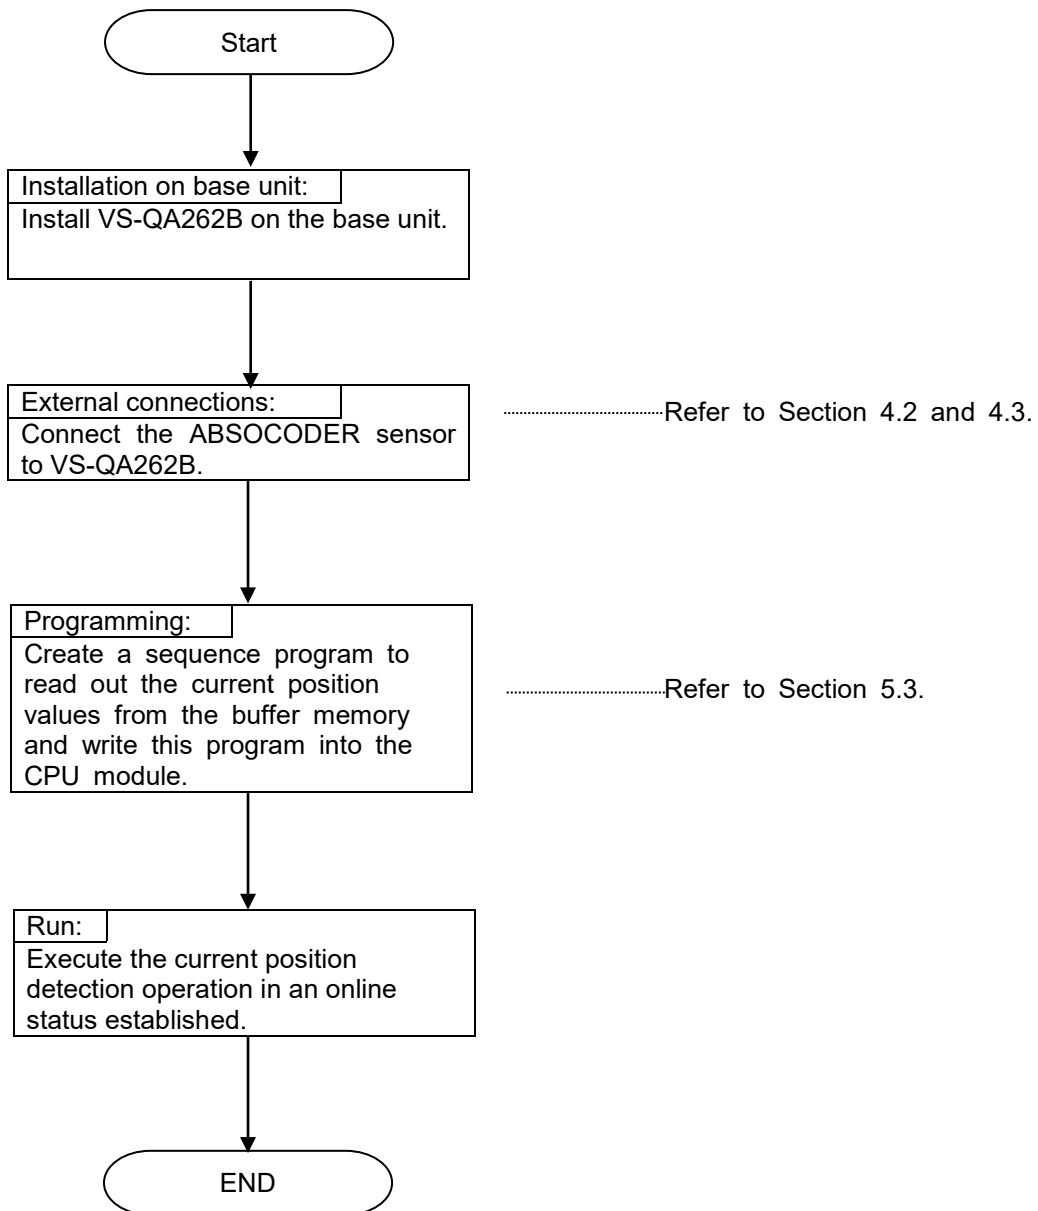 Start
Installation on base unit:
Install VS-QA262B on the base unit.
External connections:
Connect the ABSOCODER sensor
to VS-QA262B.
Refer to Section 4.2 and 4.3.
Programming:
Create a sequence program to
read out the current position
values from the buffer memory
and write this program into the
CPU module.
Refer to Section 5.3.
Run:
Execute the current position
detection operation in an online
status established.
END